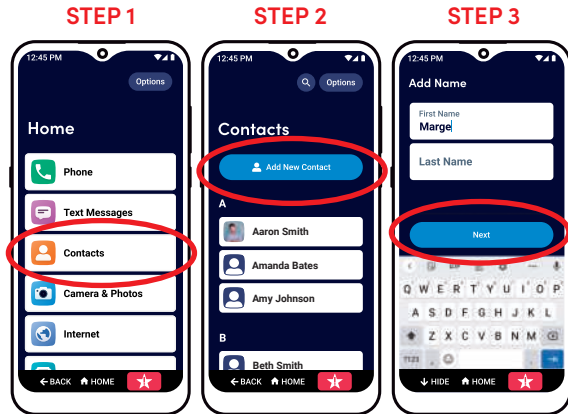 STEP 1
12:45 PM
Options
Home
Phone
Text Messages
Contacts
Camera & Photos
Internet
BACK HOME
STEP 2
12:45 PM
Options
Contacts
Add New Contact
A
Aaron Smith
Amanda Bates
Amy Johnson
B
Beth Smith
BACK HOME
STEP 3
12:45 PM
Add Name
First Name
Marge
Last Name
Next
Q W E R T Y U I O P
A S D F G H J K L
Z X C V B N M
?123 , .
HIDE HOME